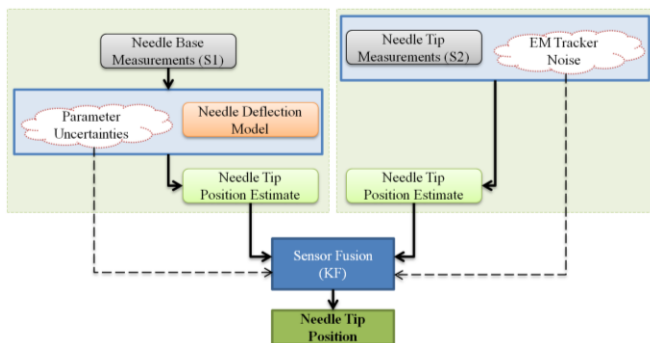 Needle Base
Measurements (S1)
Parameter
Uncertainties
Needle Deflection
Model
Needle Tip
Position Estimate
Needle Tip
Measurements (S2)
EM Tracker
Noise
Needle Tip
Position Estimate
Sensor Fusion
(KF)
Needle Tip
Position